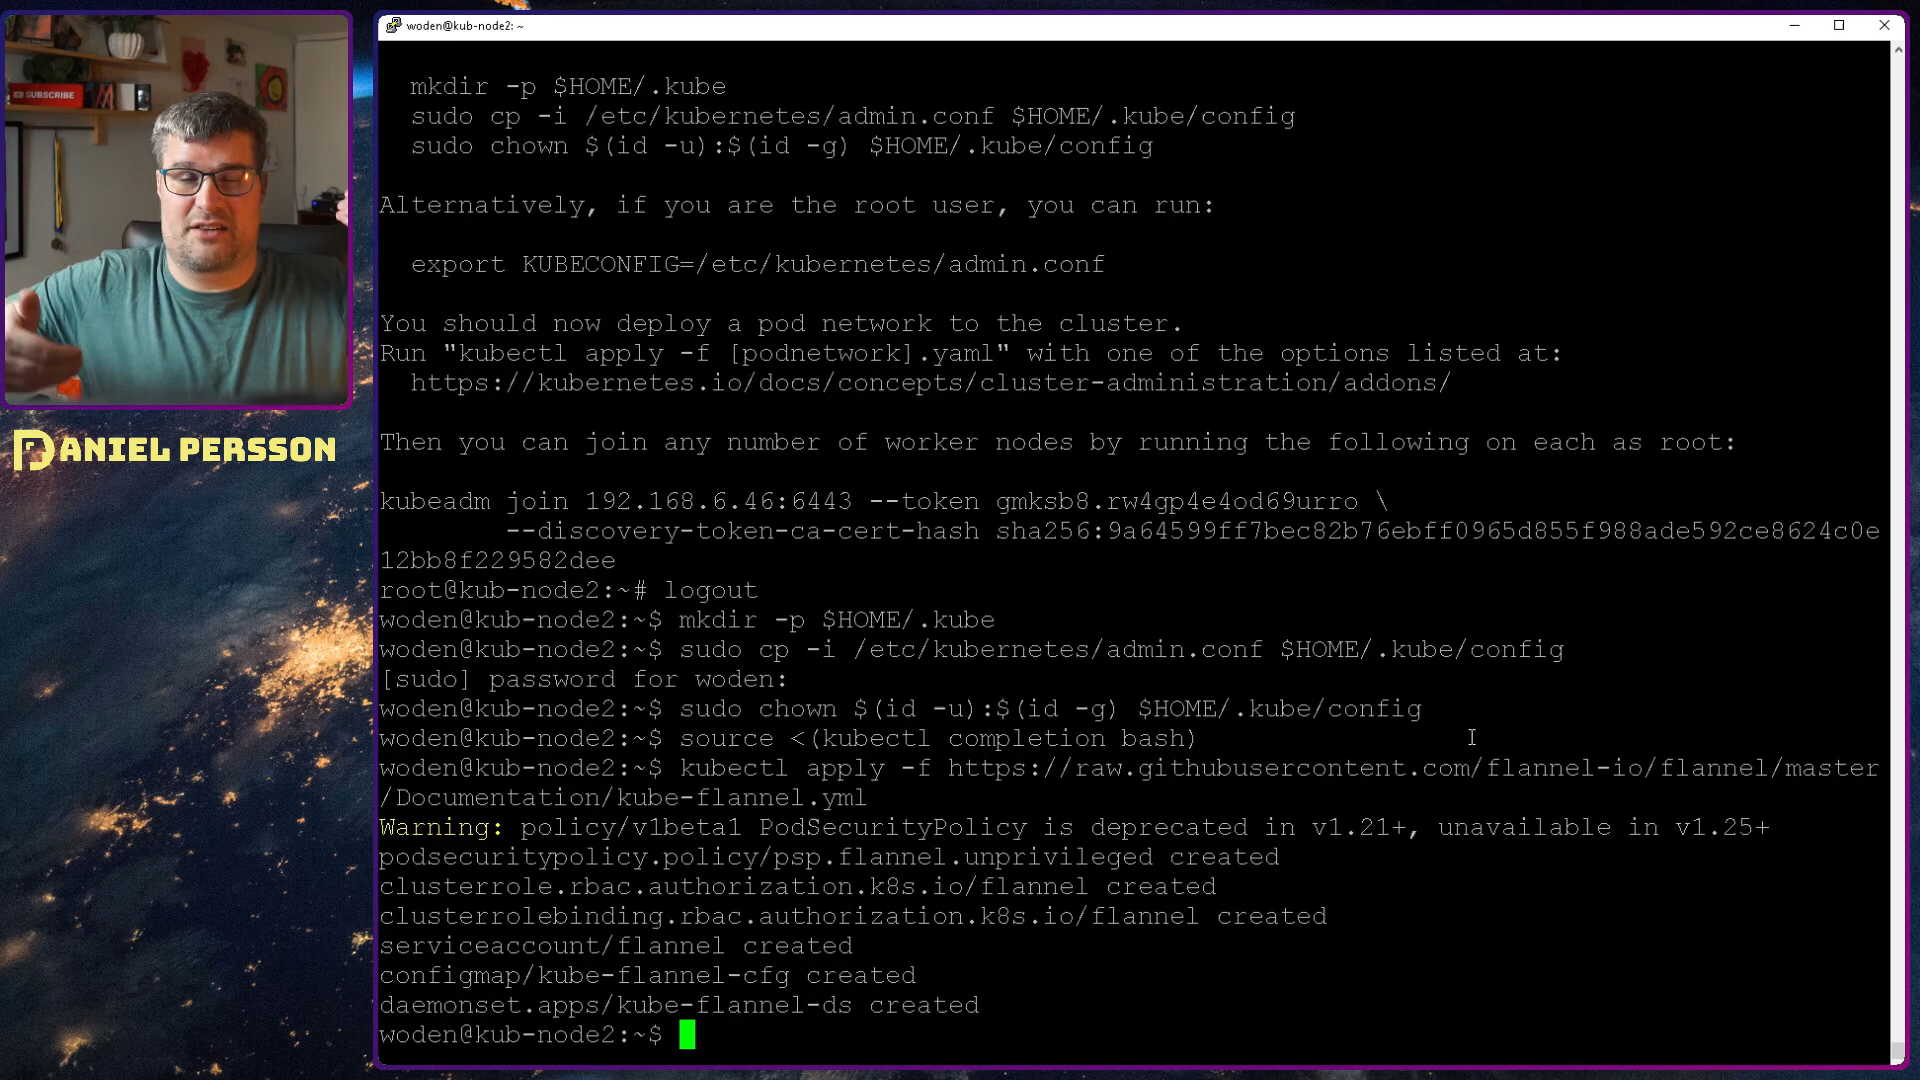 woden@kub-node2: ~
mkdir -p $HOME/.kube
sudo cp -i /etc/kubernetes/admin.conf $HOME/.kube/config
sudo chown $(id -u):$(id -g) $HOME/.kube/config
Alternatively, if you are the root user, you can run:
export KUBECONFIG=/etc/kubernetes/admin.conf
You should now deploy a pod network to the cluster.
Run "kubectl apply -f [podnetwork].yaml" with one of the options listed at:
https://kubernetes.io/docs/concepts/cluster-administration/addons/
Then you can join any number of worker nodes by running the following on each as root:
kubeadm join 192.168.6.46:6443 --token gmksb8.rw4gp4e4od69urro \
--discovery-token-ca-cert-hash sha256:9a64599ff7bec82b76ebff0965d855f988ade592ce8624c0e
12bb8f229582dee
root@kub-node2:~# logout
woden@kub-node2:~$ mkdir -p $HOME/.kube
woden@kub-node2:~$ sudo cp -i /etc/kubernetes/admin.conf $HOME/.kube/config
[sudo] password for woden:
woden@kub-node2:~$ sudo chown $(id -u):$(id -g) $HOME/.kube/config
woden@kub-node2:~$ source <(kubectl completion bash)
woden@kub-node2:~$ kubectl apply -f https://raw.githubusercontent.com/flannel-io/flannel/master
/Documentation/kube-flannel.yml
Warning: policy/v1beta1 PodSecurityPolicy is deprecated in v1.21+, unavailable in v1.25+
podsecuritypolicy.policy/psp.flannel.unprivileged created
clusterrole.rbac.authorization.k8s.io/flannel created
clusterrolebinding.rbac.authorization.k8s.io/flannel created
serviceaccount/flannel created
configmap/kube-flannel-cfg created
daemonset.apps/kube-flannel-ds created
woden@kub-node2:~$
SUBSCRIBE
DANIEL PERSSON